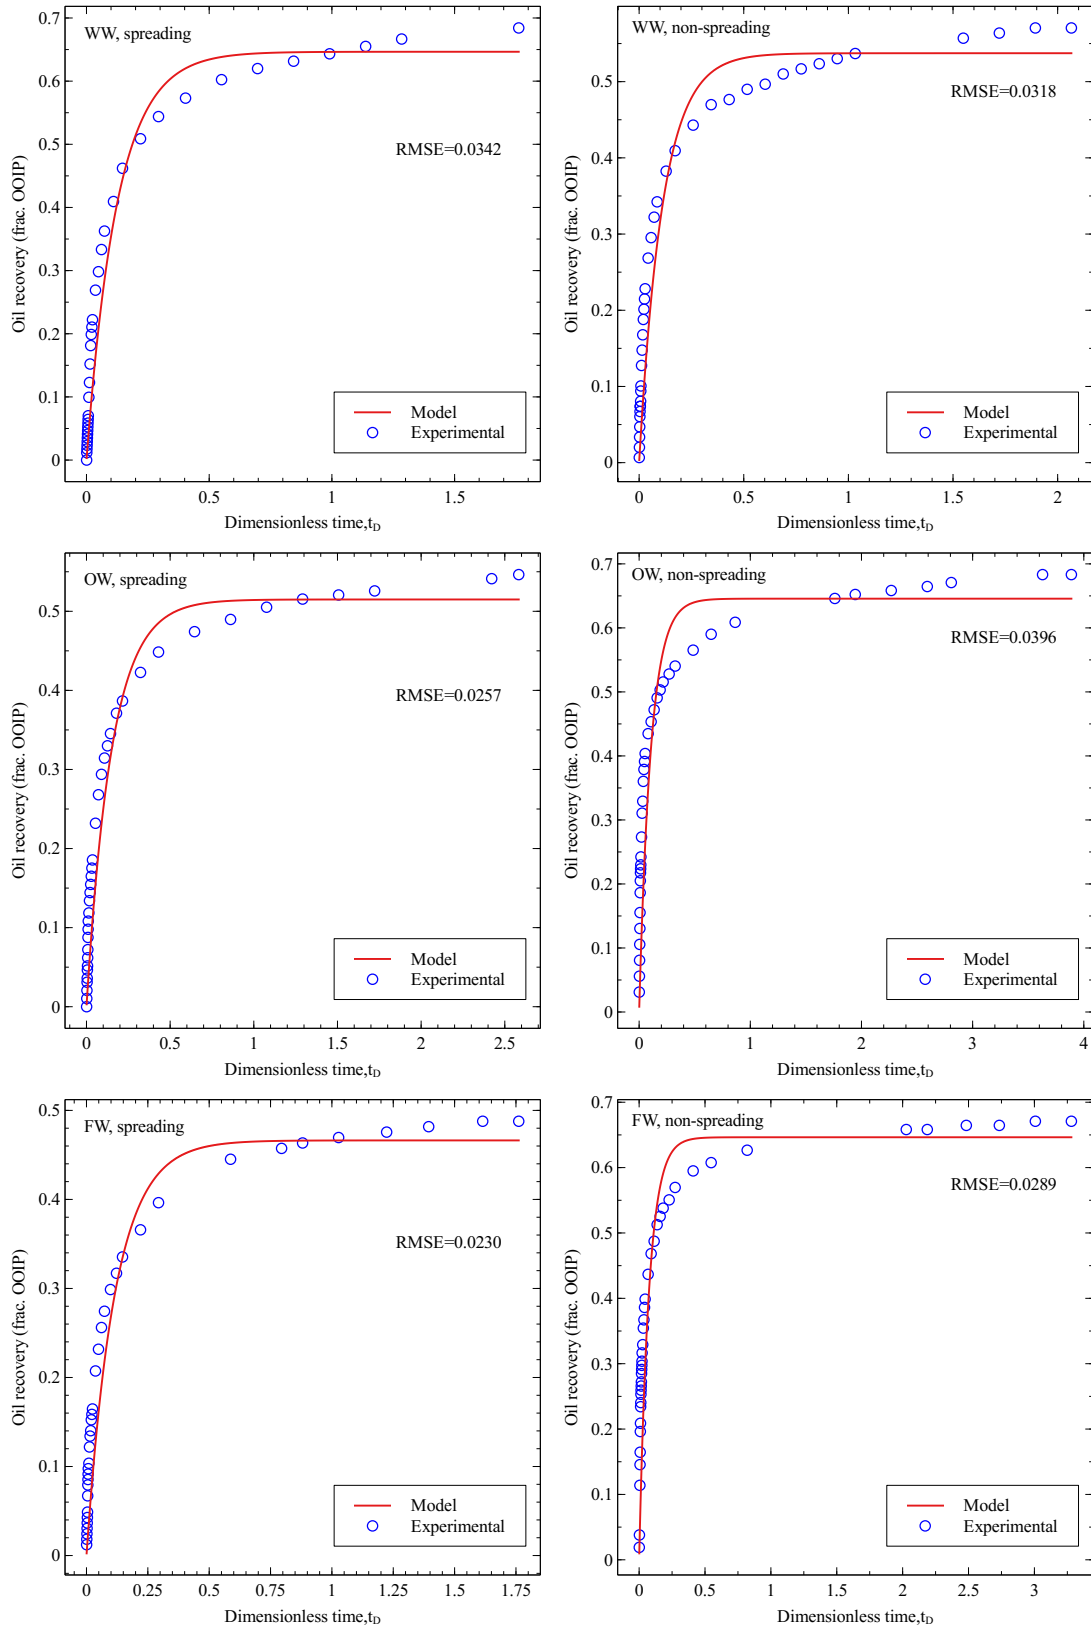 WW, spreading
RMSE=0.0342
Oil recovery (frac. OOIP)
0.7
0.6
0.5
0.4
0.3
0.2
0.1
0
Model
Experimental
0 0.5 1 1.5
Dimensionless time,tD
WW, non-spreading
RMSE=0.0318
Oil recovery (frac. OOIP)
0.5
0.4
0.3
0.2
0.1
0
Model
Experimental
0 0.5 1 1.5 2
Dimensionless time,tD
OW, spreading
RMSE=0.0257
Oil recovery (frac. OOIP)
0.5
0.4
0.3
0.2
0.1
0
Model
Experimental
0 0.5 1 1.5 2 2.5
Dimensionless time,tD
OW, non-spreading
RMSE=0.0396
Oil recovery (frac. OOIP)
0.7
0.6
0.5
0.4
0.3
0.2
0.1
0
Model
Experimental
0 1 2 3 4
Dimensionless time,tD
FW, spreading
RMSE=0.0230
Oil recovery (frac. OOIP)
0.5
0.4
0.3
0.2
0.1
0
Model
Experimental
0 0.25 0.5 0.75 1 1.25 1.5 1.75
Dimensionless time,tD
FW, non-spreading
RMSE=0.0289
Oil recovery (frac. OOIP)
0.7
0.6
0.5
0.4
0.3
0.2
0.1
0
Model
Experimental
0 0.5 1 1.5 2 2.5 3
Dimensionless time,tD